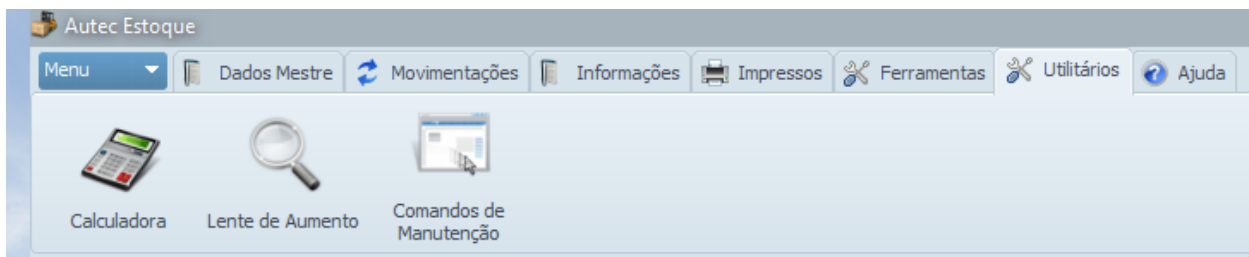 Autec Estoque
Menu Dados Mestre Movimentações Informações Impressos Ferramentas Utilitários Ajuda
Calculadora Lente de Aumento Comandos de
Manutenção